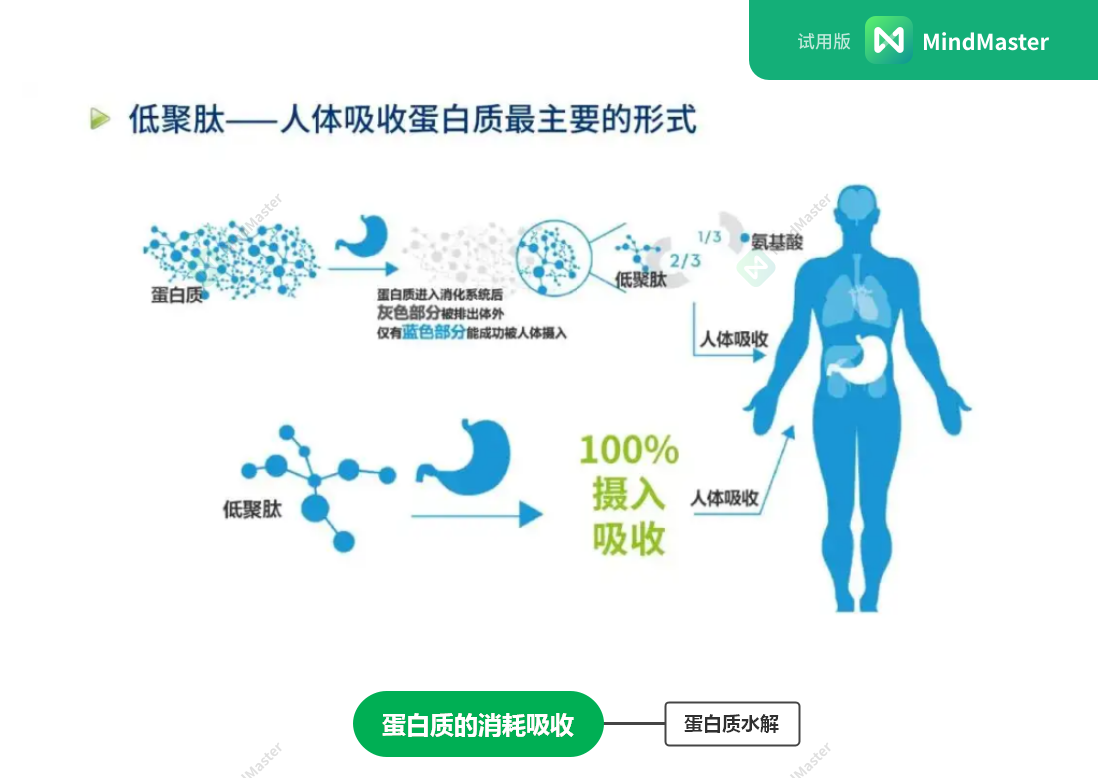 试用版 MindMaster
低聚肽——人体吸收蛋白质最主要的形式
MindMaster
MindMaster
蛋白质
蛋白质进入消化系统后
灰色部分被排出体外
仅有蓝色部分能成功被人体摄入
1/3
氨基酸
2/3
低聚肽
人体吸收
低聚肽
100%
摄入
吸收
人体吸收
蛋白质的消耗吸收
蛋白质水解
dMaster
dMaster